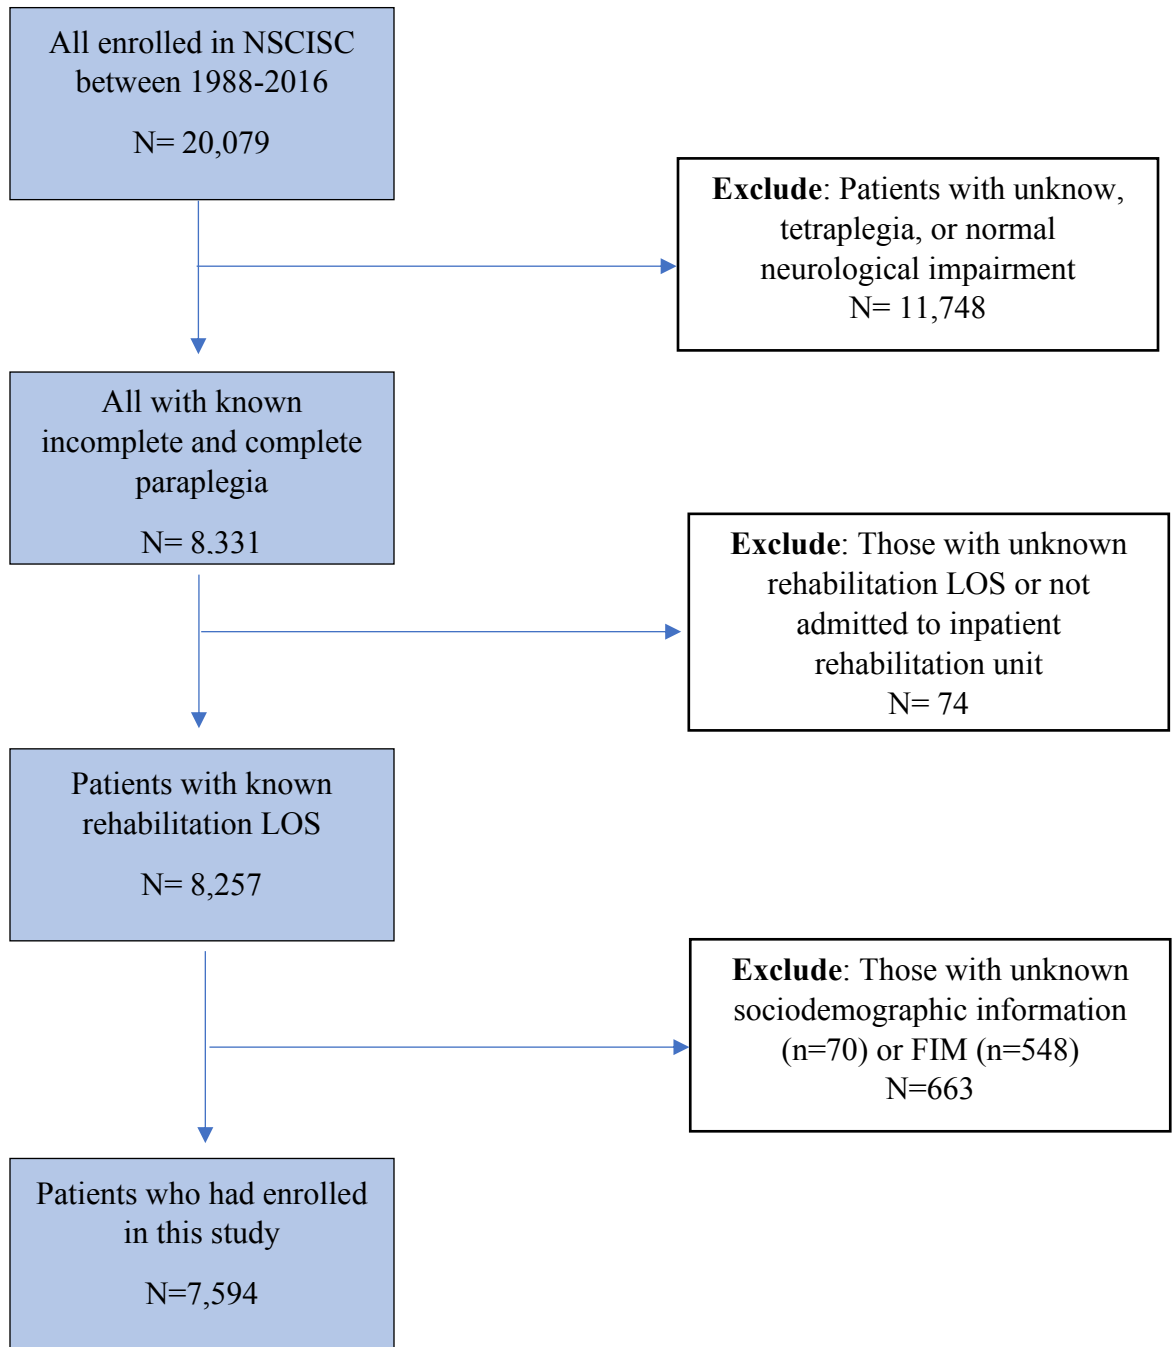 All enrolled in NSCISC
between 1988-2016
N= 20,079
Exclude: Patients with unknow,
tetraplegia, or normal
neurological impairment
N= 11,748
All with known
incomplete and complete
paraplegia
N= 8,331
Exclude: Those with unknown
rehabilitation LOS or not
admitted to inpatient
rehabilitation unit
N= 74
Patients with known
rehabilitation LOS
N= 8,257
Exclude: Those with unknown
sociodemographic information
(n=70) or FIM (n=548)
N=663
Patients who had enrolled
in this study
N=7,594